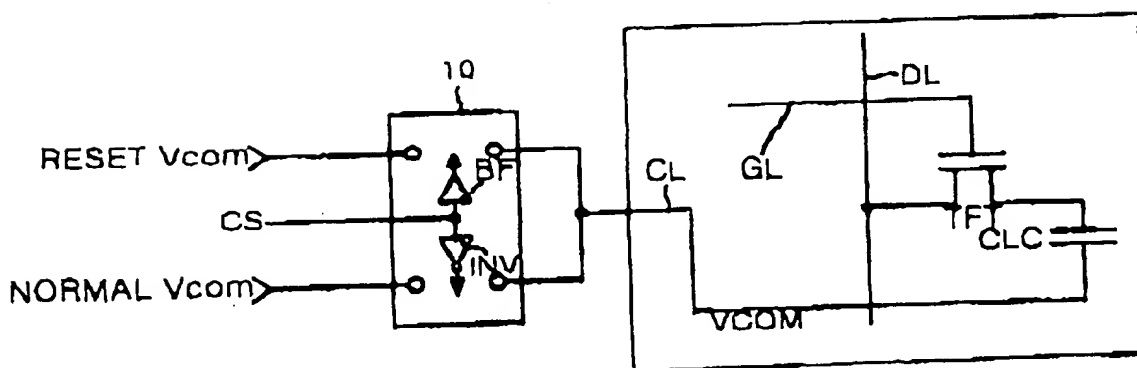 10
RESET Vcom
BF
CS
INV
NORMAL Vcom
DL
GL
CL
TF
CLC
VCOM